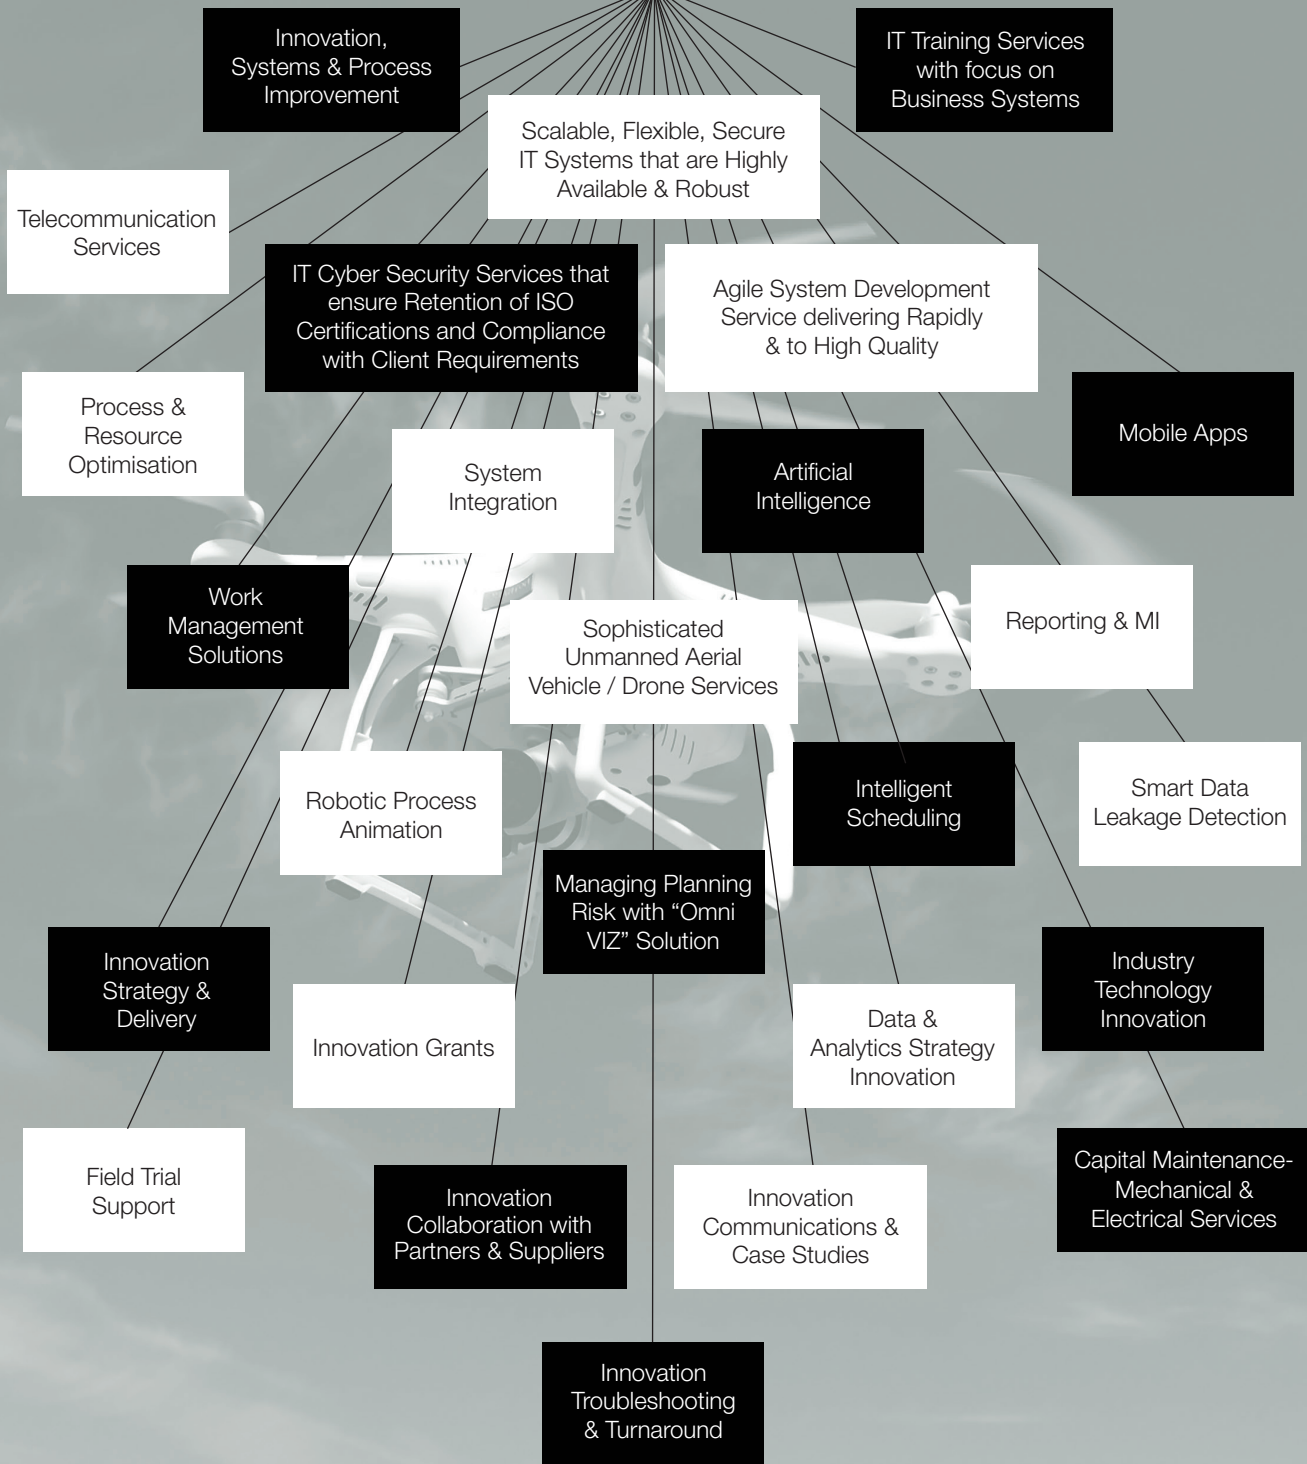 Innovation,
Systems & Process
Improvement
IT Training Services
with focus on
Business Systems
Scalable, Flexible, Secure
IT Systems that are Highly
Available & Robust
Telecommunication
Services
IT Cyber Security Services that
ensure Retention of ISO
Certifications and Compliance
with Client Requirements
Agile System Development
Service delivering Rapidly
& to High Quality
Process &
Resource
Optimisation
Mobile Apps
System
Integration
Artificial
Intelligence
Work
Management
Solutions
Sophisticated
Unmanned Aerial
Vehicle / Drone Services
Reporting & MI
Robotic Process
Animation
Intelligent
Scheduling
Smart Data
Leakage Detection
Managing Planning
Risk with “Omni
VIZ” Solution
Innovation
Strategy &
Delivery
Industry
Technology
Innovation
Innovation Grants
Data &
Analytics Strategy
Innovation
Field Trial
Support
Capital Maintenance-
Mechanical &
Electrical Services
Innovation
Collaboration with
Partners & Suppliers
Innovation
Communications &
Case Studies
Innovation
Troubleshooting
& Turnaround